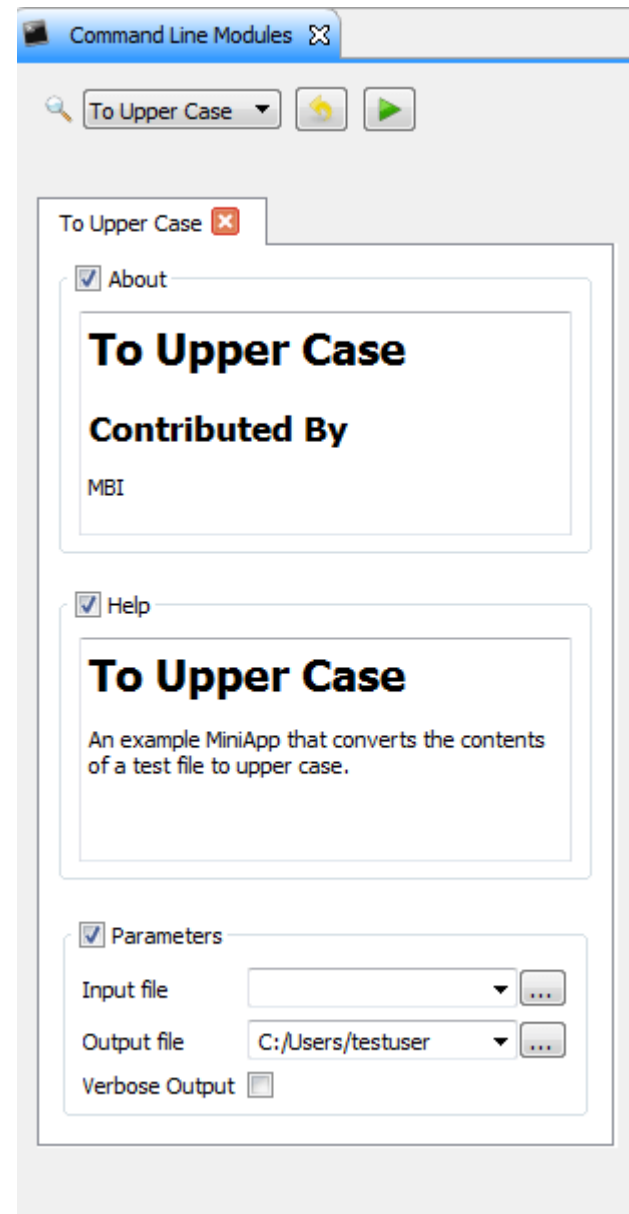 Command Line Modules
To Upper Case
To Upper Case
About
To Upper Case
Contributed By
MBI
Help
To Upper Case
An example MiniApp that converts the contents
of a test file to upper case.
Parameters
Input file ...
Output file C:/Users/testuser ...
Verbose Output